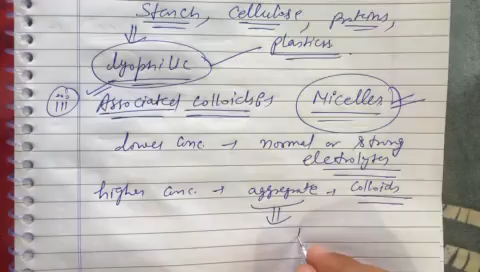 Starch, Cellulose, proteins,
plastics.
lyophilic
iii Associated colloids (Micelles)
lower conc. → normal or strong
electrolytes
higher conc. → aggregate → colloids